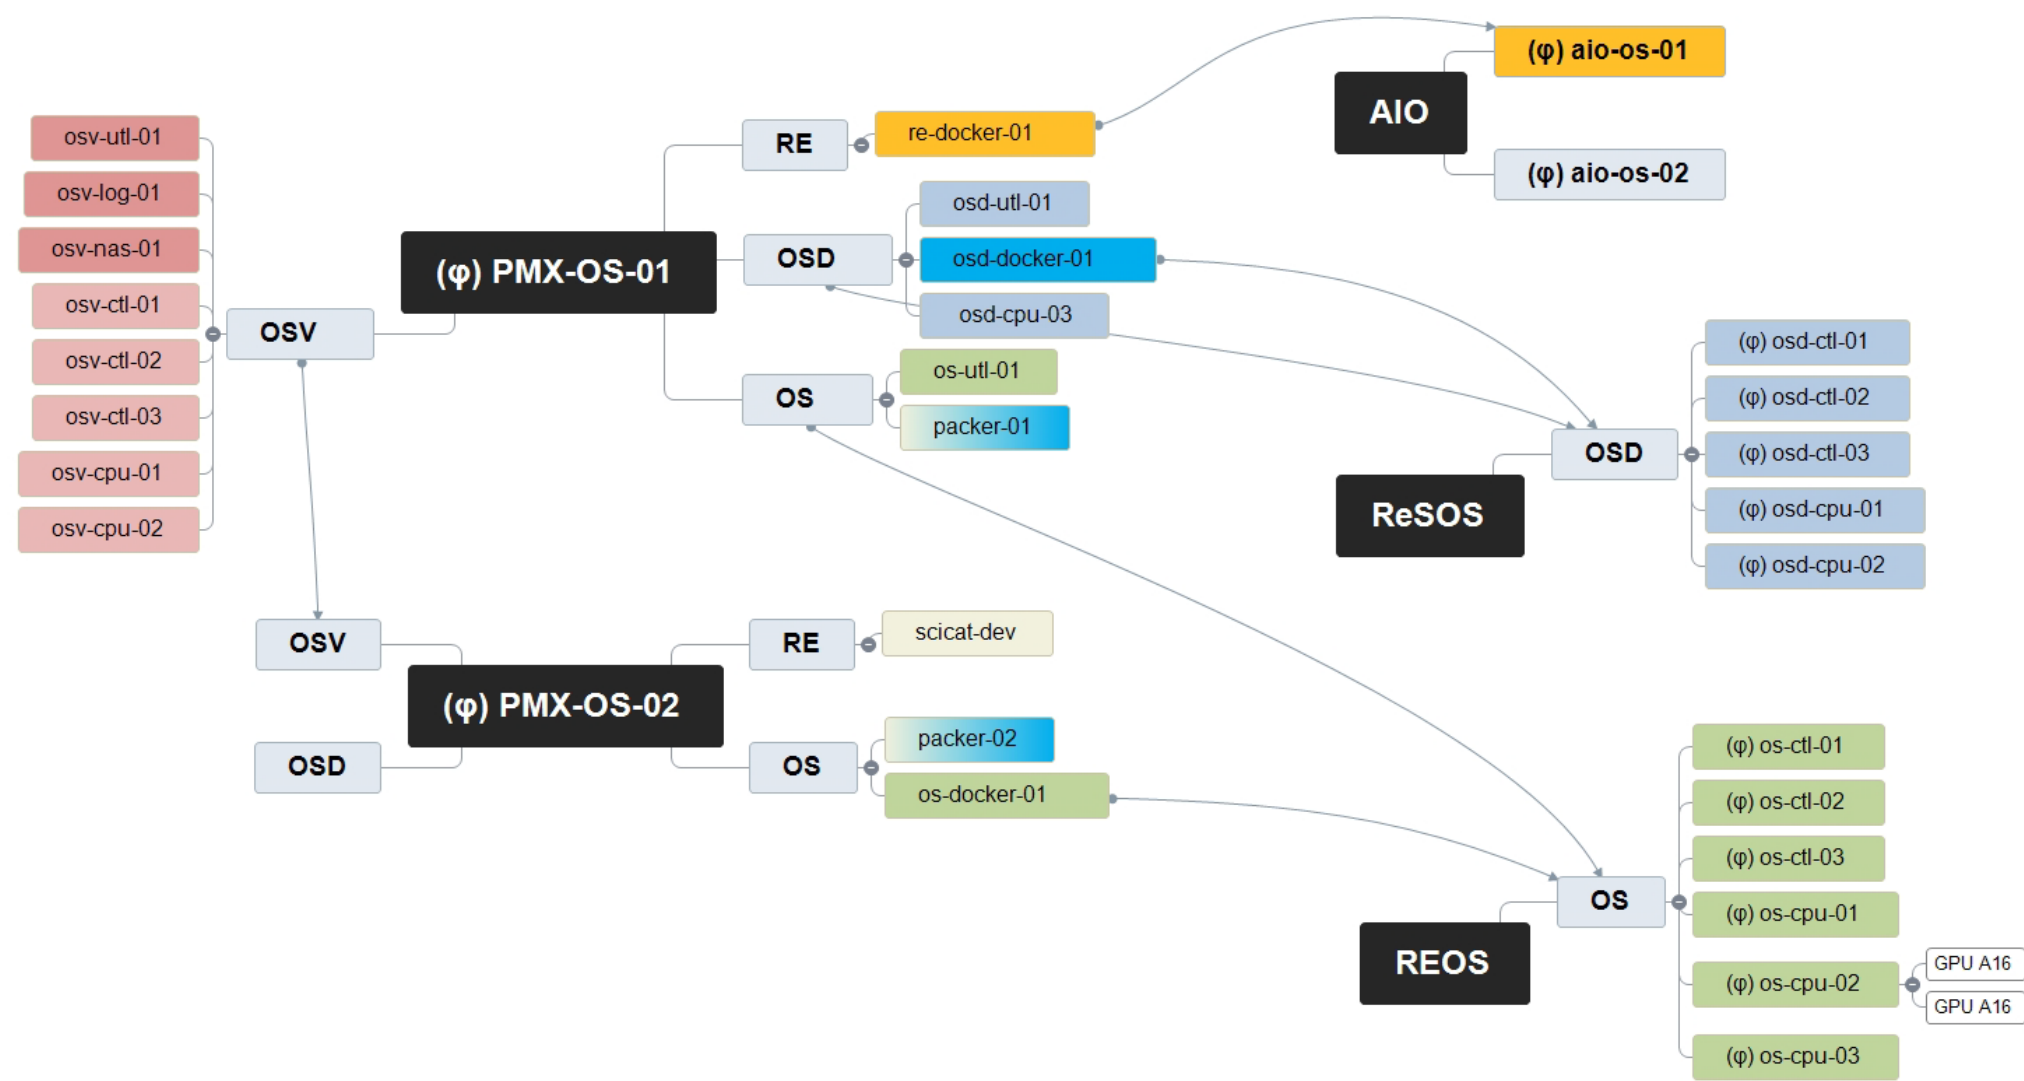 osv-utl-01
osv-log-01
osv-nas-01
osv-ctl-01
osv-ctl-02
osv-ctl-03
osv-cpu-01
osv-cpu-02
OSV
(φ) PMX-OS-01
RE
re-docker-01
OSD
osd-utl-01
osd-docker-01
osd-cpu-03
OS
os-utl-01
packer-01
AIO
(φ) aio-os-01
(φ) aio-os-02
ReSOS
OSD
(φ) osd-ctl-01
(φ) osd-ctl-02
(φ) osd-ctl-03
(φ) osd-cpu-01
(φ) osd-cpu-02
OSV
OSD
(φ) PMX-OS-02
RE
scicat-dev
OS
packer-02
os-docker-01
REOS
OS
(φ) os-ctl-01
(φ) os-ctl-02
(φ) os-ctl-03
(φ) os-cpu-01
(φ) os-cpu-02
GPU A16
GPU A16
(φ) os-cpu-03